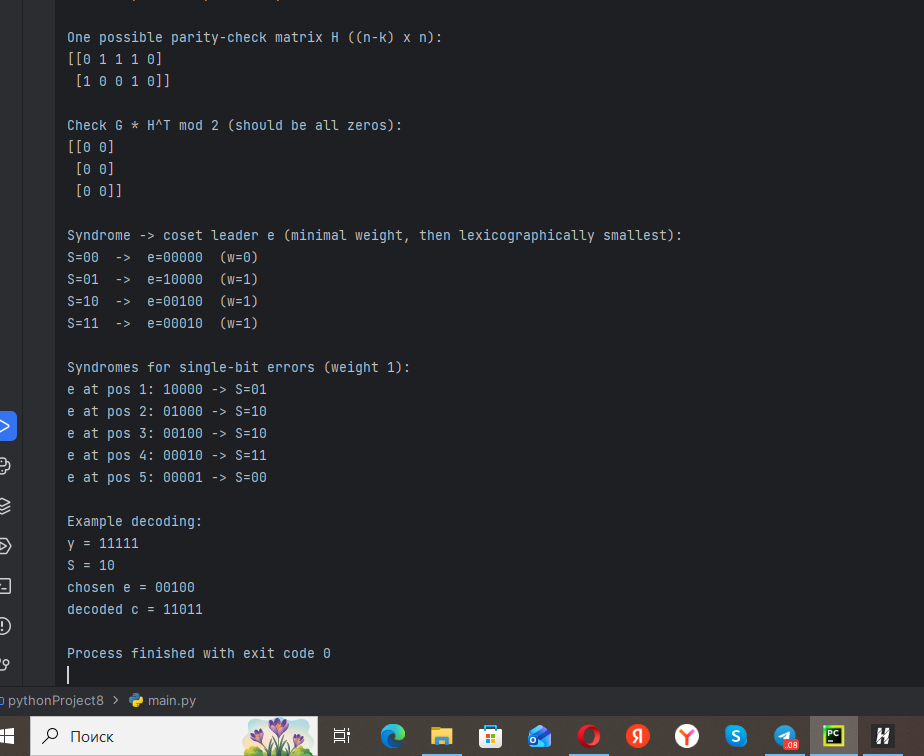 One possible parity-check matrix H ((n-k) x n):
[[0 1 1 1 0]
 [1 0 0 1 0]]
Check G * H^T mod 2 (should be all zeros):
[[0 0]
 [0 0]
 [0 0]]
Syndrome -> coset leader e (minimal weight, then lexicographically smallest):
S=00  ->  e=00000  (w=0)
S=01  ->  e=10000  (w=1)
S=10  ->  e=00100  (w=1)
S=11  ->  e=00010  (w=1)
Syndromes for single-bit errors (weight 1):
e at pos 1: 10000 -> S=01
e at pos 2: 01000 -> S=10
e at pos 3: 00100 -> S=10
e at pos 4: 00010 -> S=11
e at pos 5: 00001 -> S=00
Example decoding:
y = 11111
S = 10
chosen e = 00100
decoded c = 11011
Process finished with exit code 0
pythonProject8 > main.py
Поиск